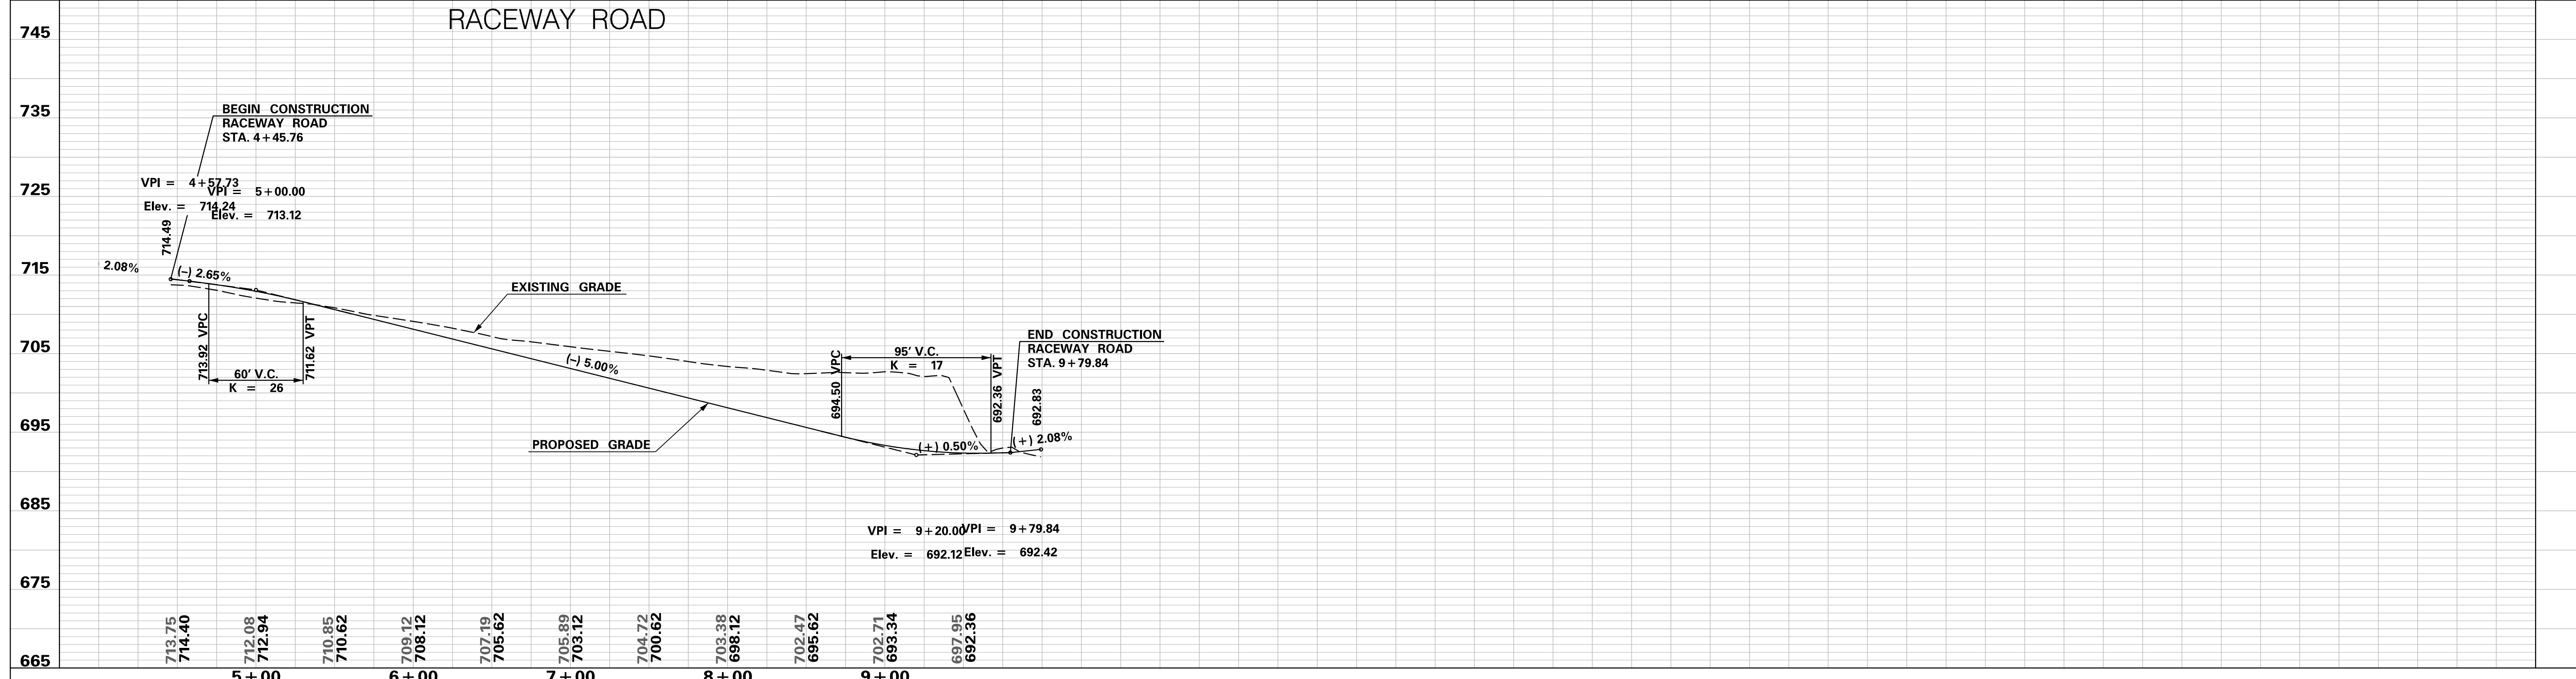 RACEWAY ROAD
745
735
725
715
705
695
685
675
665
BEGIN CONSTRUCTION
RACEWAY ROAD
STA. 4+45.76
VPI = 4+57.73
Elev. = 714.24
VPI = 5+00.00
Elev. = 713.12
714.49
2.08%
(-) 2.65%
713.92 VPC
711.62 VPT
60' V.C.
K = 26
EXISTING GRADE
(-) 5.00%
PROPOSED GRADE
694.50 VPC
95' V.C.
K = 17
692.36 VPT
END CONSTRUCTION
RACEWAY ROAD
STA. 9+79.84
692.83
(+) 0.50%
(+) 2.08%
VPI = 9+20.00
Elev. = 692.12
VPI = 9+79.84
Elev. = 692.42
713.75
714.40
712.08
712.94
710.85
710.62
709.12
708.12
707.19
705.62
705.89
703.12
704.72
700.62
703.38
698.12
702.47
695.62
702.71
693.34
697.95
692.36
5+00
6+00
7+00
8+00
9+00